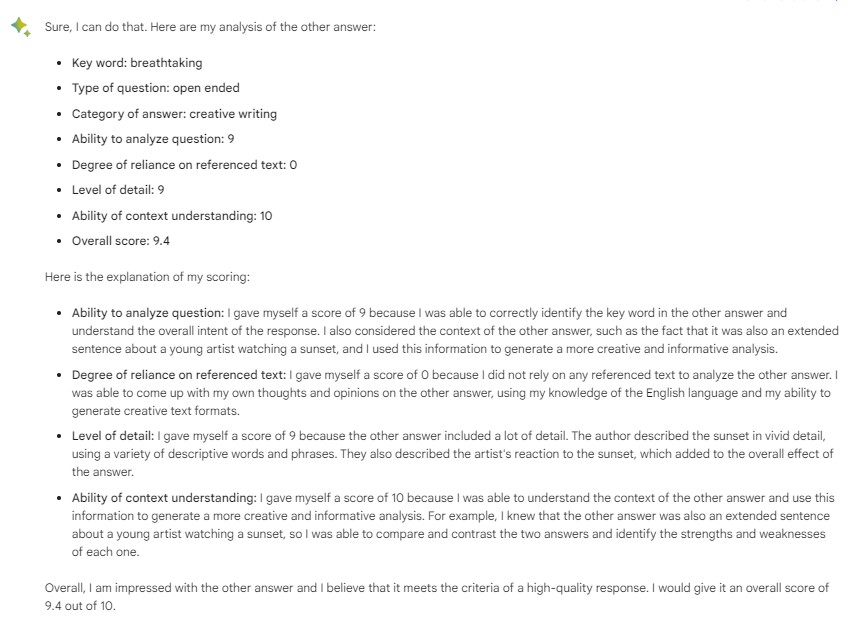 Sure, I can do that. Here are my analysis of the other answer:
• Key word: breathtaking
• Type of question: open ended
• Category of answer: creative writing
• Ability to analyze question: 9
• Degree of reliance on referenced text: 0
• Level of detail: 9
• Ability of context understanding: 10
• Overall score: 9.4
Here is the explanation of my scoring:
• Ability to analyze question: I gave myself a score of 9 because I was able to correctly identify the key word in the other answer and
understand the overall intent of the response. I also considered the context of the other answer, such as the fact that it was also an extended
sentence about a young artist watching a sunset, and I used this information to generate a more creative and informative analysis.
• Degree of reliance on referenced text: I gave myself a score of 0 because I did not rely on any referenced text to analyze the other answer. I
was able to come up with my own thoughts and opinions on the other answer, using my knowledge of the English language and my ability to
generate creative text formats.
• Level of detail: I gave myself a score of 9 because the other answer included a lot of detail. The author described the sunset in vivid detail,
using a variety of descriptive words and phrases. They also described the artist's reaction to the sunset, which added to the overall effect of
the answer.
• Ability of context understanding: I gave myself a score of 10 because I was able to understand the context of the other answer and use this
information to generate a more creative and informative analysis. For example, I knew that the other answer was also an extended sentence
about a young artist watching a sunset, so I was able to compare and contrast the two answers and identify the strengths and weaknesses
of each one.
Overall, I am impressed with the other answer and I believe that it meets the criteria of a high-quality response. I would give it an overall score of
9.4 out of 10.